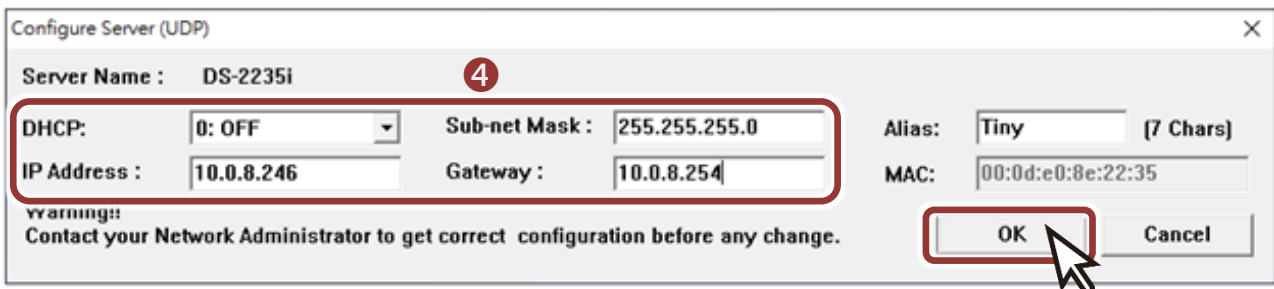 Configure Server (UDP)
Server Name : DS-2235i
4
DHCP: 0: OFF Sub-net Mask : 255.255.255.0 Alias: Tiny (7 Chars)
IP Address : 10.0.8.246 Gateway : 10.0.8.254 MAC: 00:0d:e0:8e:22:35
Warning!!
Contact your Network Administrator to get correct configuration before any change.
OK Cancel